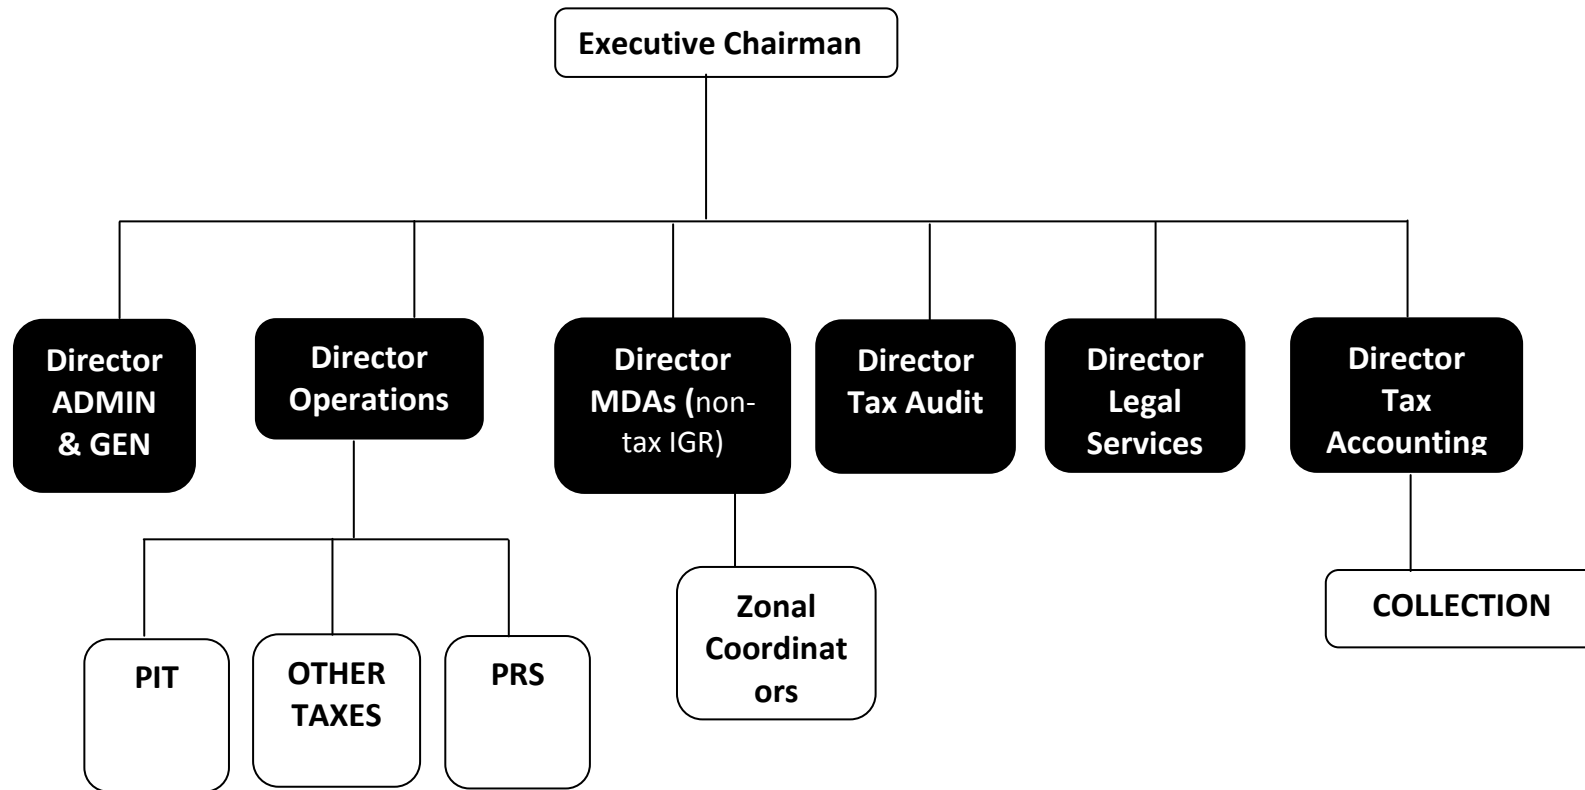 Executive Chairman
Director
ADMIN
& GEN
Director
Operations
Director
MDAs (non-
tax IGR)
Director
Tax Audit
Director
Legal
Services
Director
Tax
Accounting
PIT
OTHER
TAXES
PRS
Zonal
Coordinat
ors
COLLECTION